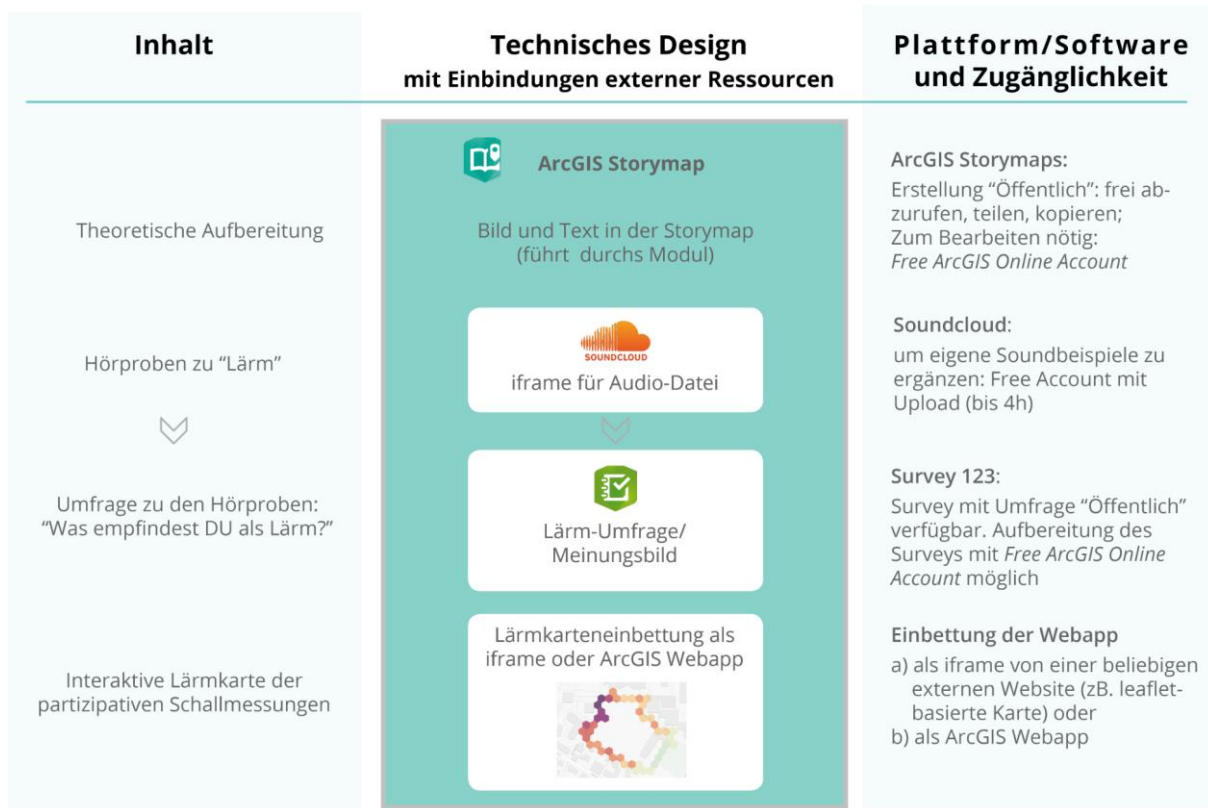 Inhalt
Technisches Design
mit Einbindungen externer Ressourcen
Plattform/Software
und Zugänglichkeit
Theoretische Aufbereitung
ArcGIS Storymap
Bild und Text in der Storymap
(führt durchs Modul)
ArcGIS Storymaps:
Erstellung “Öffentlich”: frei ab-
zurufen, teilen, kopieren;
Zum Bearbeiten nötig:
Free ArcGIS Online Account
Hörproben zu “Lärm”
SOUNDCLOUD
iframe für Audio-Datei
Soundcloud:
um eigene Soundbeispiele zu
ergänzen: Free Account mit
Upload (bis 4h)
Umfrage zu den Hörproben:
“Was empfindest DU als Lärm?”
Lärm-Umfrage/
Meinungsbild
Survey 123:
Survey mit Umfrage “Öffentlich”
verfügbar. Aufbereitung des
Surveys mit Free ArcGIS Online
Account möglich
Interaktive Lärmkarte der
partizipativen Schallmessungen
Lärmkarteneinbettung als
iframe oder ArcGIS Webapp
Einbettung der Webapp
a) als iframe von einer beliebigen
externen Website (zB. leaflet-
basierte Karte) oder
b) als ArcGIS Webapp